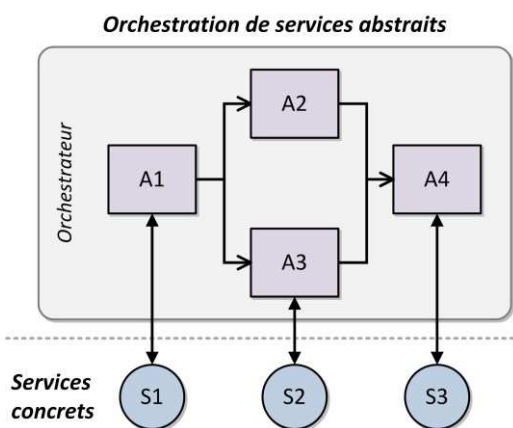 Orchestration de services abstraits
Orchestrateur
A2
A1
A4
A3
Services
concrets
S1
S2
S3